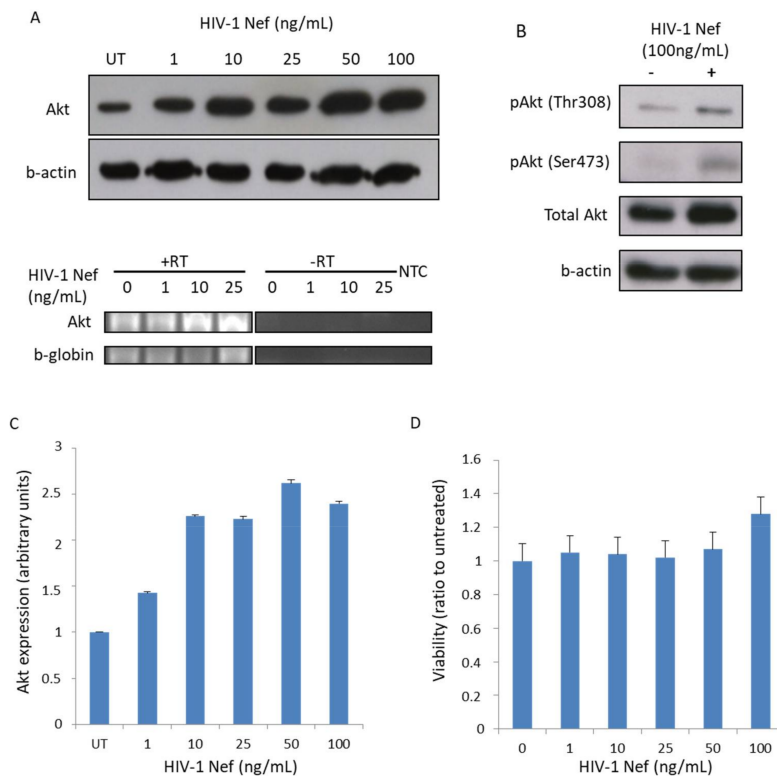 A
HIV-1 Nef (ng/mL)
UT 1 10 25 50 100
Akt
b-actin
+RT -RT NTC
HIV-1 Nef
(ng/mL) 0 1 10 25 0 1 10 25
Akt
b-globin
B
HIV-1 Nef
(100ng/mL)
- +
pAkt (Thr308)
pAkt (Ser473)
Total Akt
b-actin
C
Akt expression (arbitrary units)
3
2.5
2
1.5
1
0.5
0
UT 1 10 25 50 100
HIV-1 Nef (ng/mL)
D
Viability (ratio to untreated)
1.6
1.4
1.2
1
0.8
0.6
0.4
0.2
0
0 1 10 25 50 100
HIV-1 Nef (ng/mL)